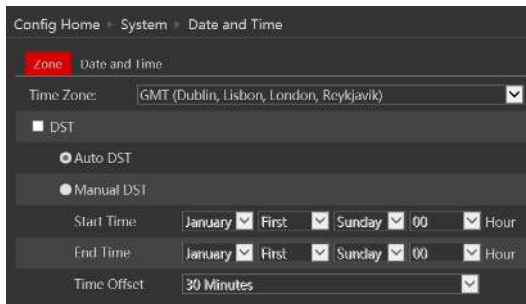 Config Home ▸ System ▸ Date and Time
Zone Date and Time
Time Zone: GMT (Dublin, Lisbon, London, Reykjavik)
DST
Auto DST
Manual DST
Start Time January First Sunday 00 Hour
End Time January First Sunday 00 Hour
Time Offset 30 Minutes